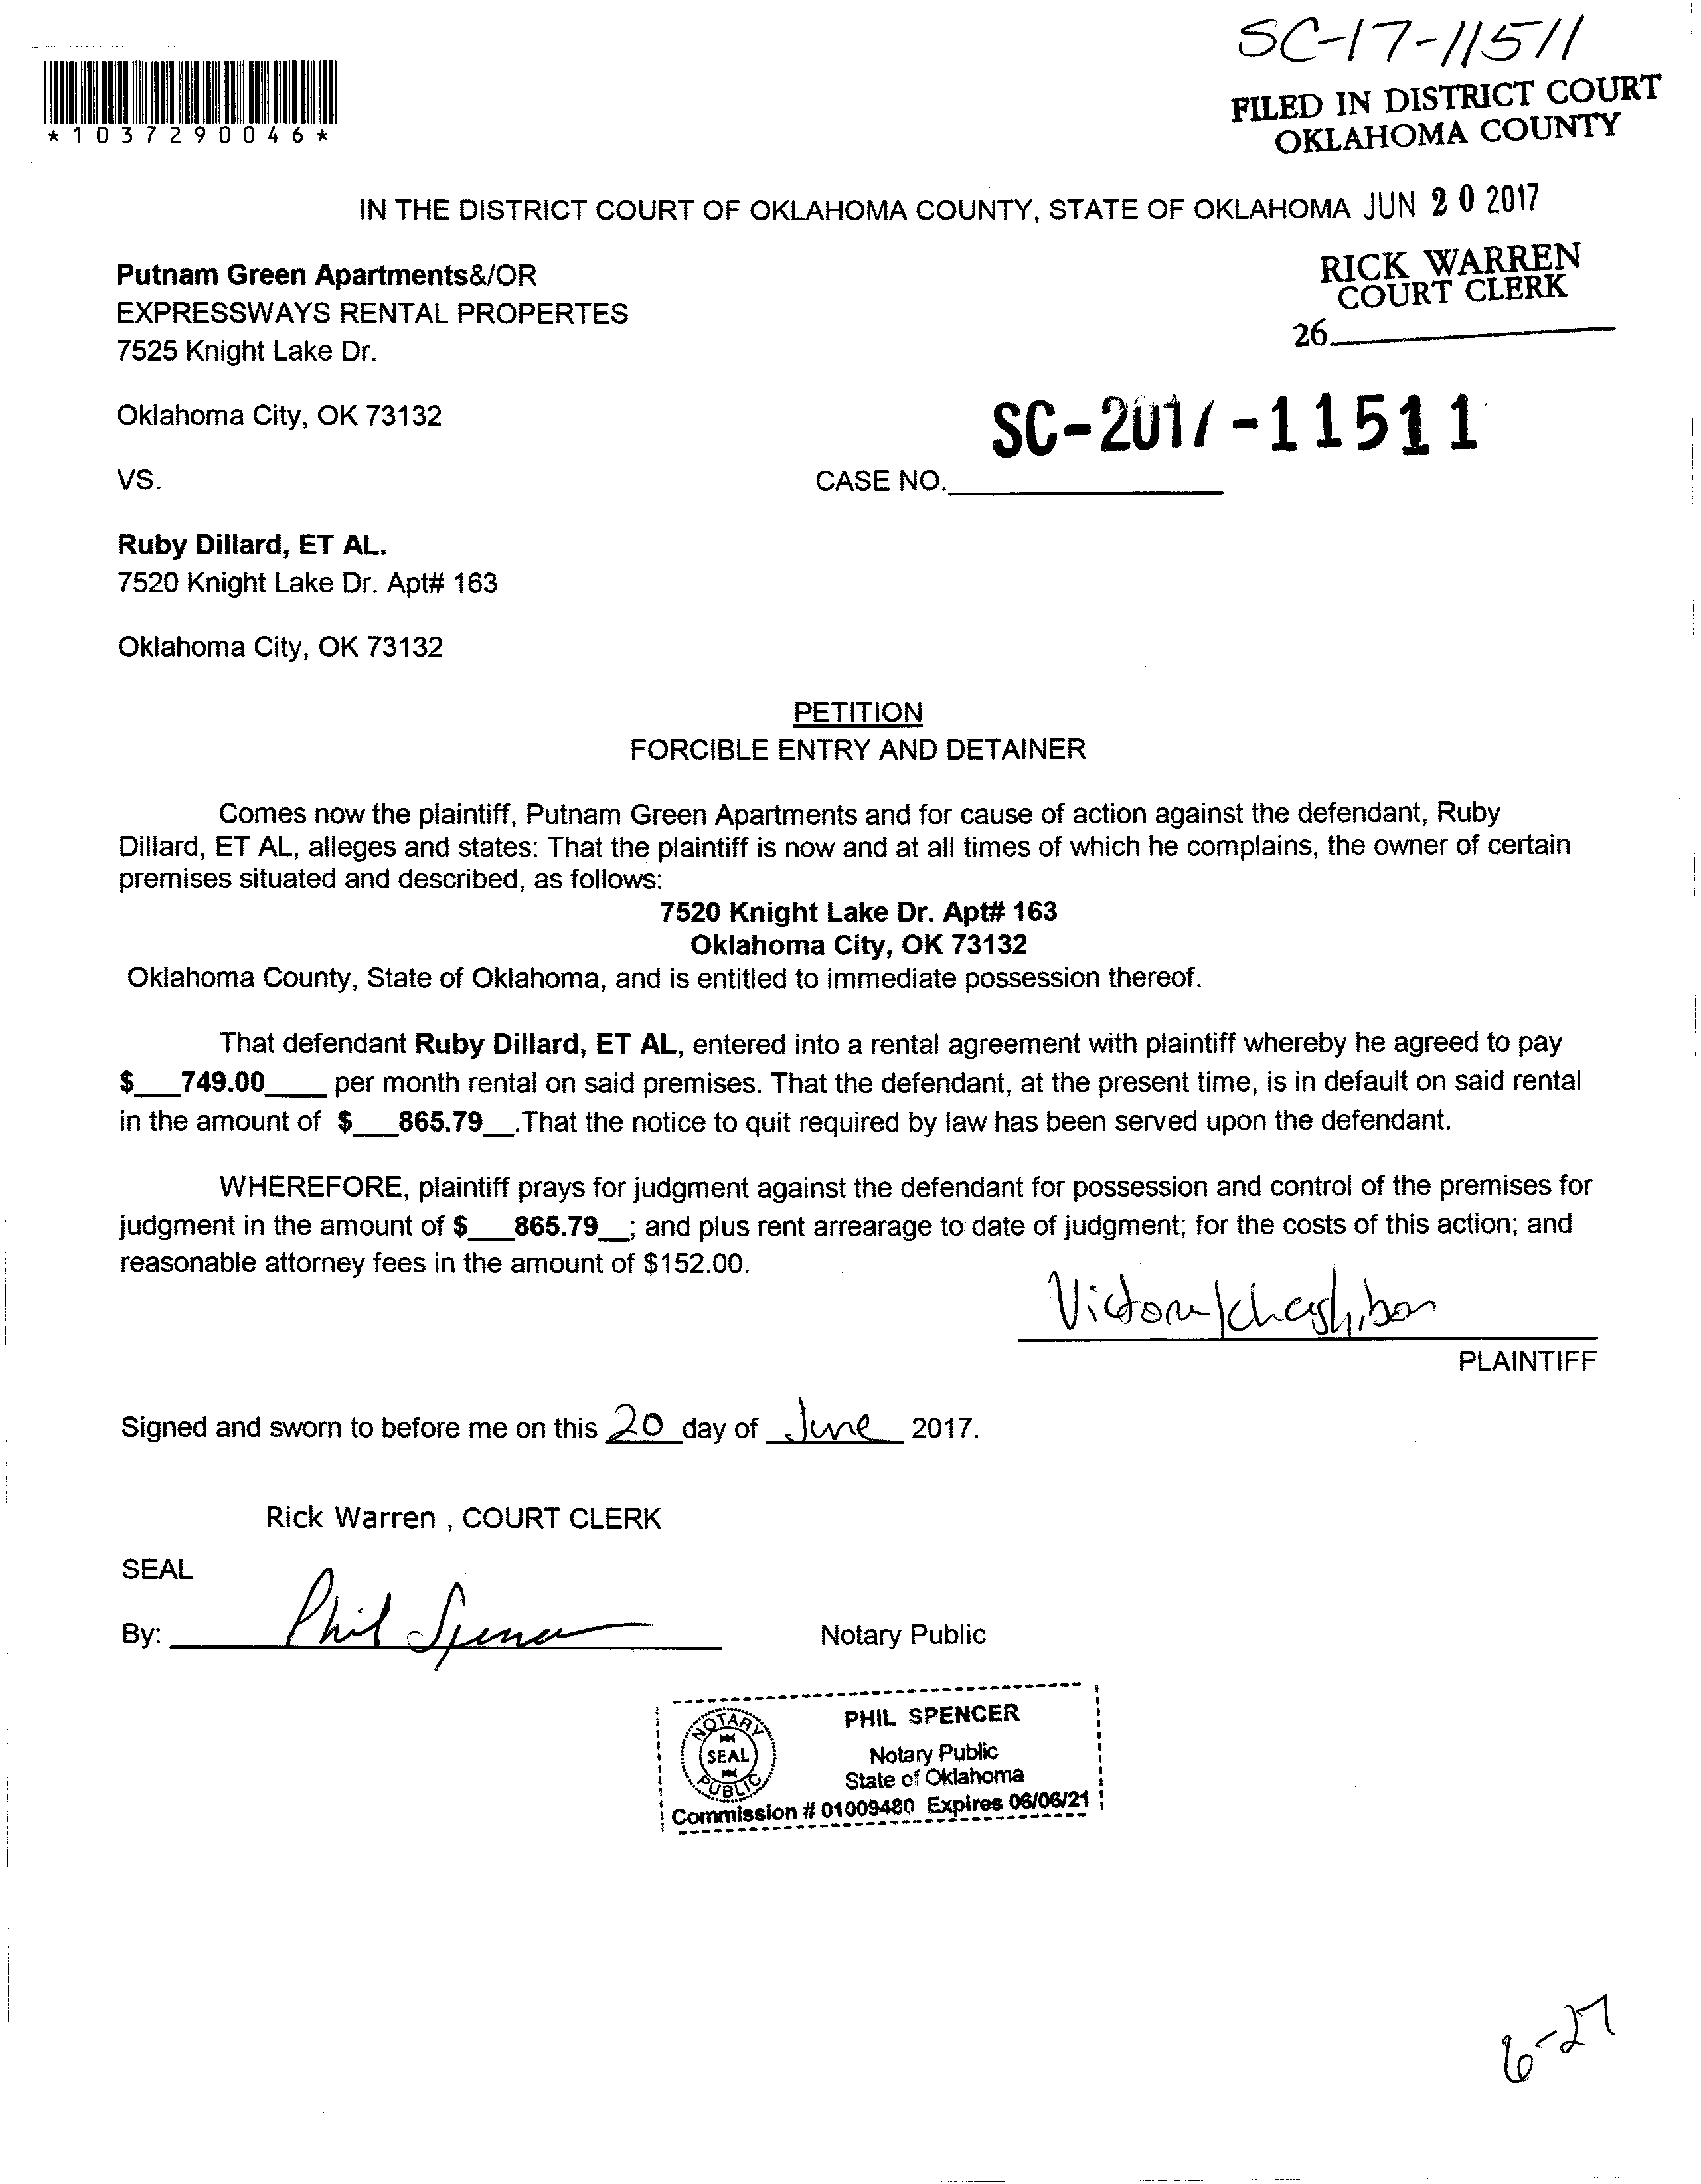 SC-17-11511
FILED IN DISTRICT COURT
OKLAHOMA COUNTY
*1037290046*
IN THE DISTRICT COURT OF OKLAHOMA COUNTY, STATE OF OKLAHOMA JUN 20 2017
Putnam Green Apartments&/OR
EXPRESSWAYS RENTAL PROPERTES
7525 Knight Lake Dr.
RICK WARREN
COURT CLERK
26
Oklahoma City, OK 73132
SC-2017-11511
VS.
CASE NO.
Ruby Dillard, ET AL.
7520 Knight Lake Dr. Apt# 163
Oklahoma City, OK 73132
PETITION
FORCIBLE ENTRY AND DETAINER
Comes now the plaintiff, Putnam Green Apartments and for cause of action against the defendant, Ruby
Dillard, ET AL, alleges and states: That the plaintiff is now and at all times of which he complains, the owner of certain
premises situated and described, as follows:
7520 Knight Lake Dr. Apt# 163
Oklahoma City, OK 73132
Oklahoma County, State of Oklahoma, and is entitled to immediate possession thereof.
That defendant Ruby Dillard, ET AL, entered into a rental agreement with plaintiff whereby he agreed to pay
$___749.00____ per month rental on said premises. That the defendant, at the present time, is in default on said rental
in the amount of $___865.79__.That the notice to quit required by law has been served upon the defendant.
WHEREFORE, plaintiff prays for judgment against the defendant for possession and control of the premises for
judgment in the amount of $___865.79__; and plus rent arrearage to date of judgment; for the costs of this action; and
reasonable attorney fees in the amount of $152.00.
PLAINTIFF
Signed and sworn to before me on this 20 day of June 2017.
Rick Warren , COURT CLERK
SEAL
By: Phil Spencer Notary Public
NOTARY
SEAL
PUBLIC
PHIL SPENCER
Notary Public
State of Oklahoma
Commission # 01009480 Expires 06/06/21
6-27